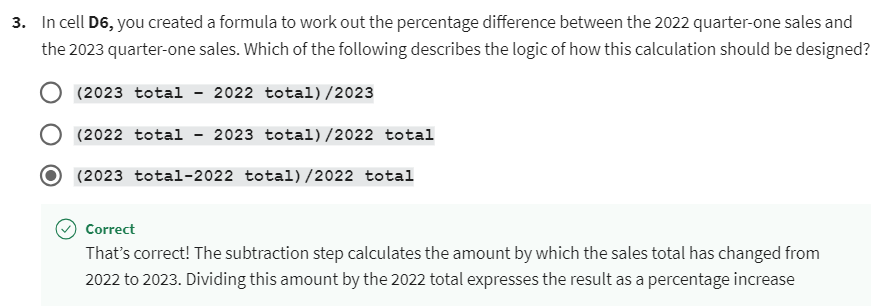 3. In cell D6, you created a formula to work out the percentage difference between the 2022 quarter-one sales and
the 2023 quarter-one sales. Which of the following describes the logic of how this calculation should be designed?
(2023 total - 2022 total)/2023
(2022 total - 2023 total)/2022 total
(2023 total-2022 total)/2022 total
Correct
That's correct! The subtraction step calculates the amount by which the sales total has changed from
2022 to 2023. Dividing this amount by the 2022 total expresses the result as a percentage increase